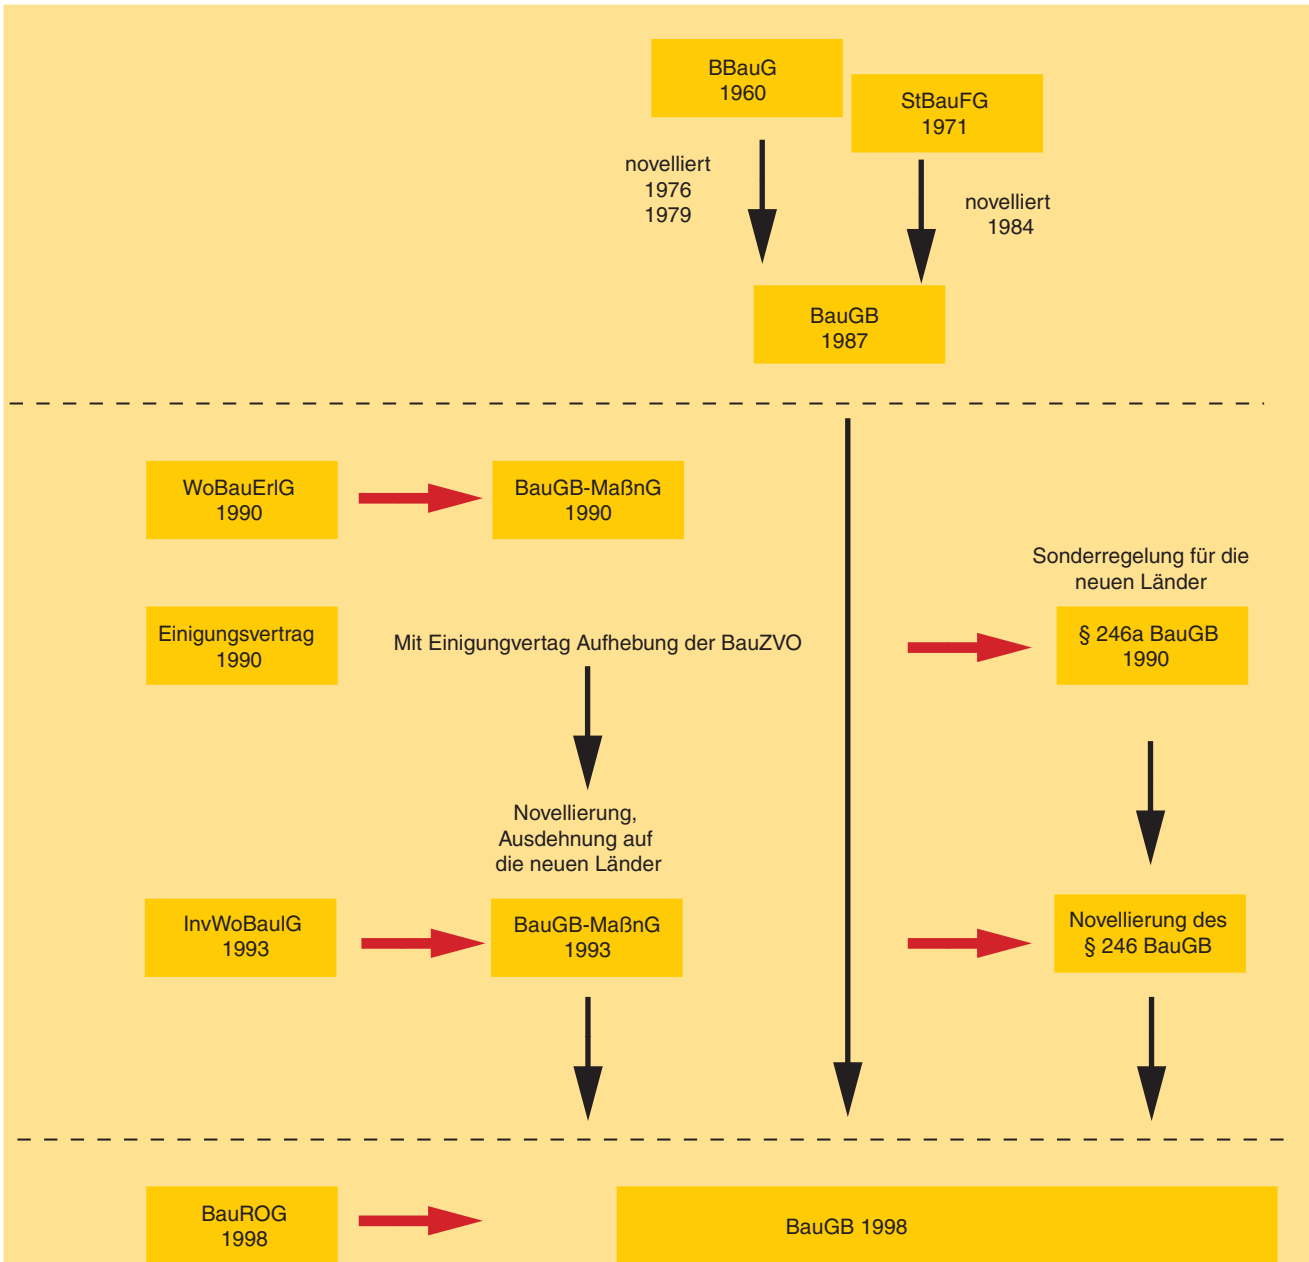 BBauG
1960
StBauFG
1971
novelliert
1976
1979
novelliert
1984
BauGB
1987
WoBauErlG
1990
BauGB-MaßnG
1990
Sonderregelung für die
neuen Länder
Einigungsvertrag
1990
Mit Einigungvertag Aufhebung der BauZVO
§ 246a BauGB
1990
Novellierung,
Ausdehnung auf
die neuen Länder
InvWoBaulG
1993
BauGB-MaßnG
1993
Novellierung des
§ 246 BauGB
BauROG
1998
BauGB 1998